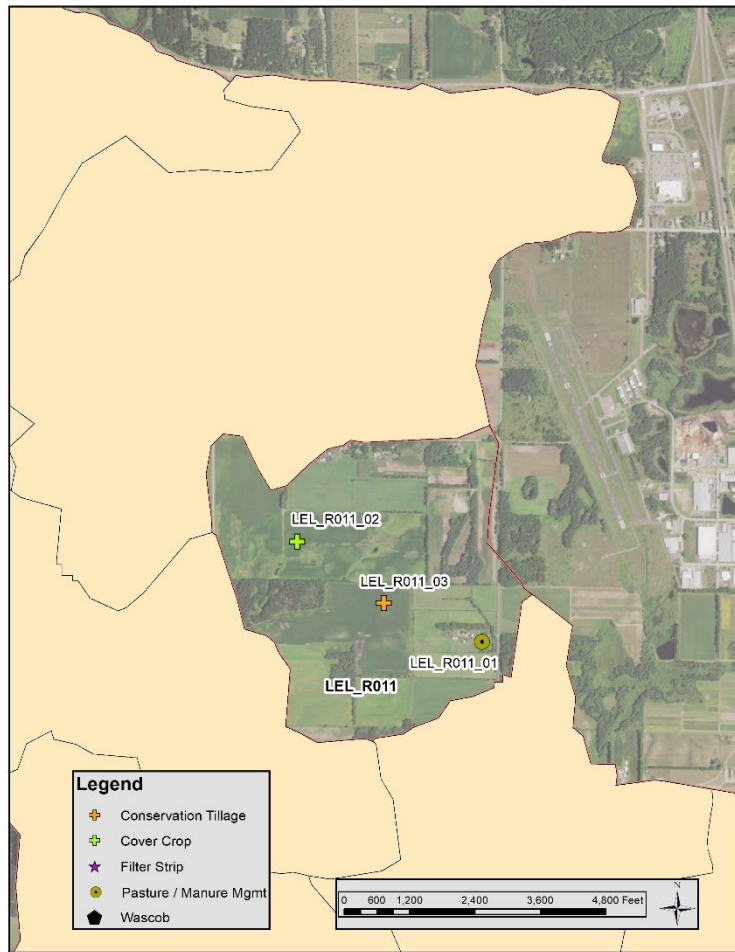 LEL_R011_02
LEL_R011_03
LEL_R011_01
LEL_R011
Legend
Conservation Tillage
Cover Crop
Filter Strip
Pasture / Manure Mgmt
Wascob
N
0 600 1,200 2,400 3,600 4,800 Feet